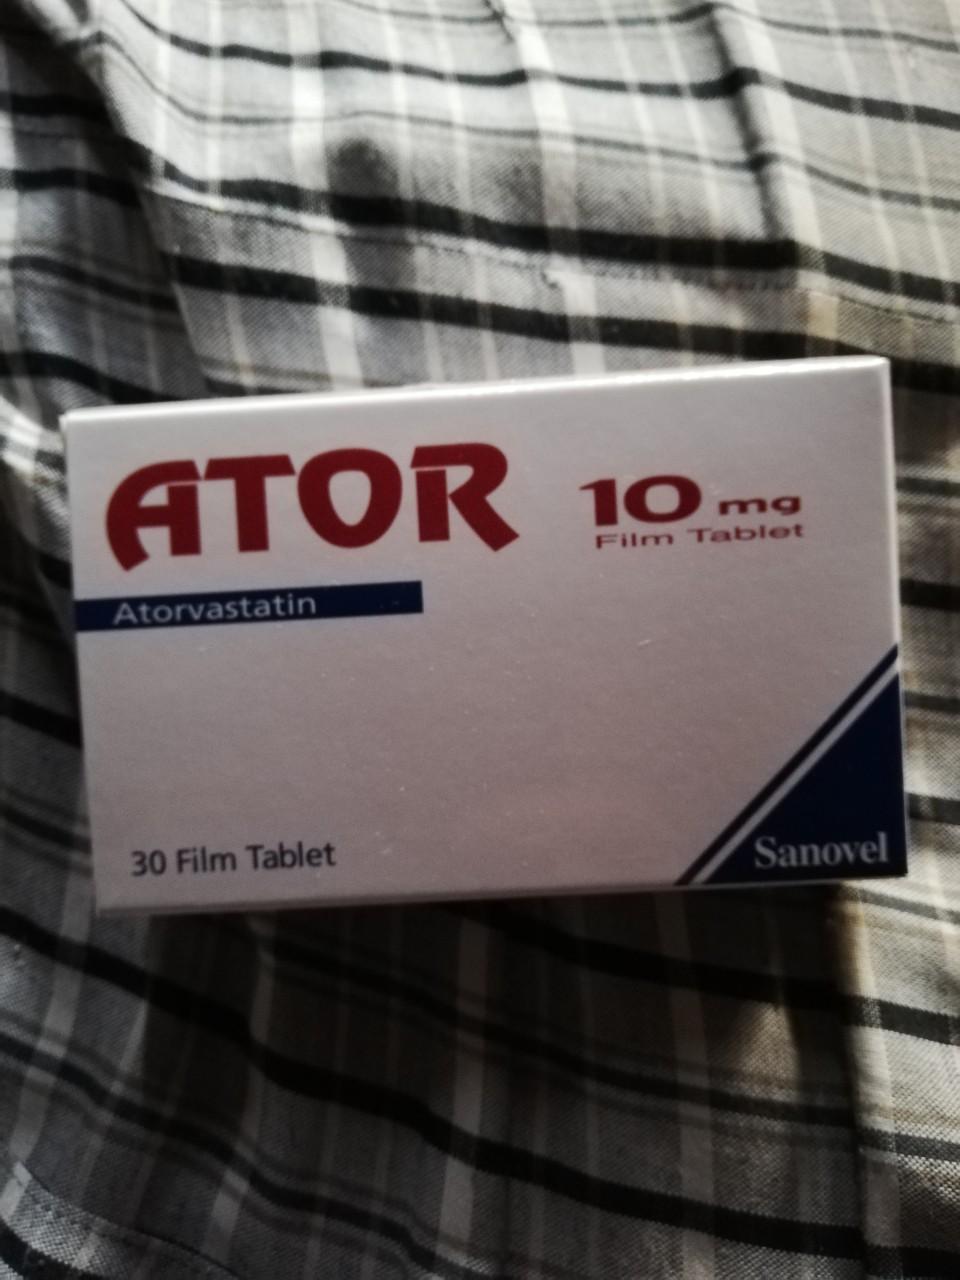 ATOR
10 mg
Film Tablet
Atorvastatin
30 Film Tablet
Sanovel